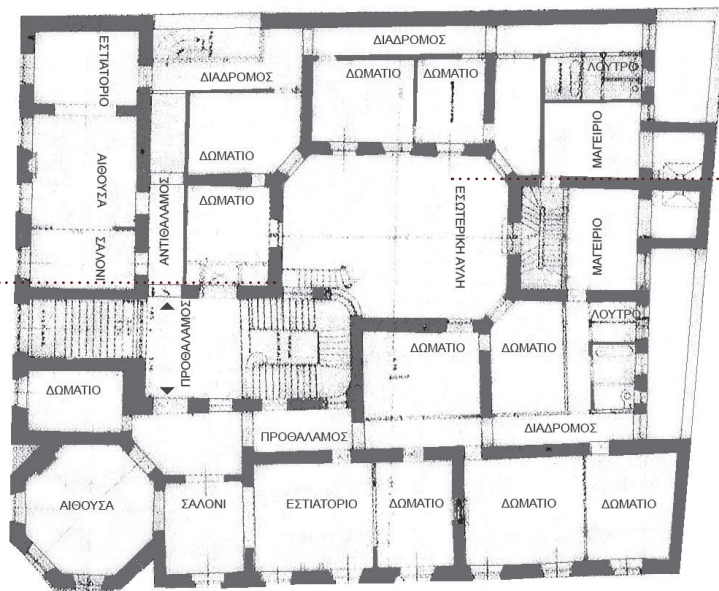 ΔΙΑΔΡΟΜΟΣ
ΕΣΤΙΑΤΟΡΙΟ
ΔΙΑΔΡΟΜΟΣ
ΔΩΜΑΤΙΟ
ΔΩΜΑΤΙΟ
ΛΟΥΤΡΟ
ΑΙΘΟΥΣΑ
ΔΩΜΑΤΙΟ
ΜΑΓΕΙΡΙΟ
ΑΝΤΙΘΑΛΑΜΟΣ
ΔΩΜΑΤΙΟ
ΕΣΩΤΕΡΙΚΗ ΑΥΛΗ
ΣΑΛΟΝΙ
ΜΑΓΕΙΡΙΟ
ΠΡΟΘΑΛΑΜΟΣ
ΛΟΥΤΡΟ
ΔΩΜΑΤΙΟ
ΔΩΜΑΤΙΟ
ΔΩΜΑΤΙΟ
ΠΡΟΘΑΛΑΜΟΣ
ΔΙΑΔΡΟΜΟΣ
ΑΙΘΟΥΣΑ
ΣΑΛΟΝΙ
ΕΣΤΙΑΤΟΡΙΟ
ΔΩΜΑΤΙΟ
ΔΩΜΑΤΙΟ
ΔΩΜΑΤΙΟ